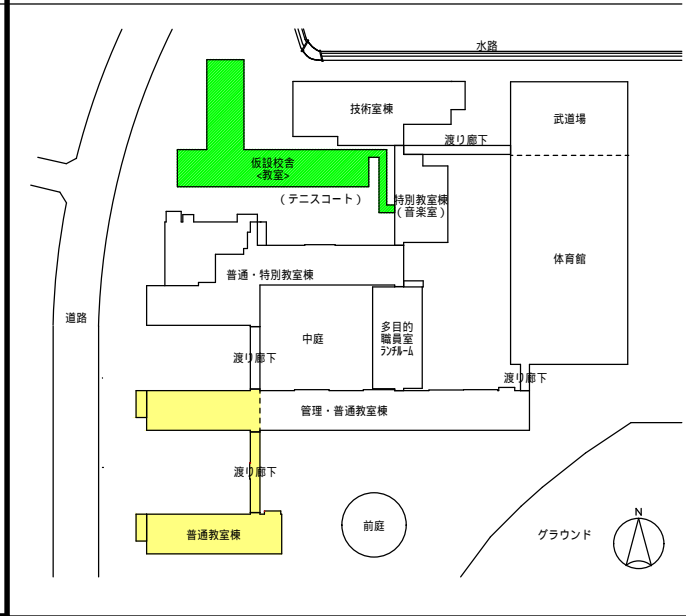 水路
技術室棟
武道場
渡り廊下
仮設校舎
<教室>
(テニスコート)
特別教室棟
(音楽室)
体育館
普通・特別教室棟
道路
中庭
多目的
職員室
ランチルーム
渡り廊下
渡り廊下
管理・普通教室棟
渡り廊下
普通教室棟
前庭
グラウンド
N